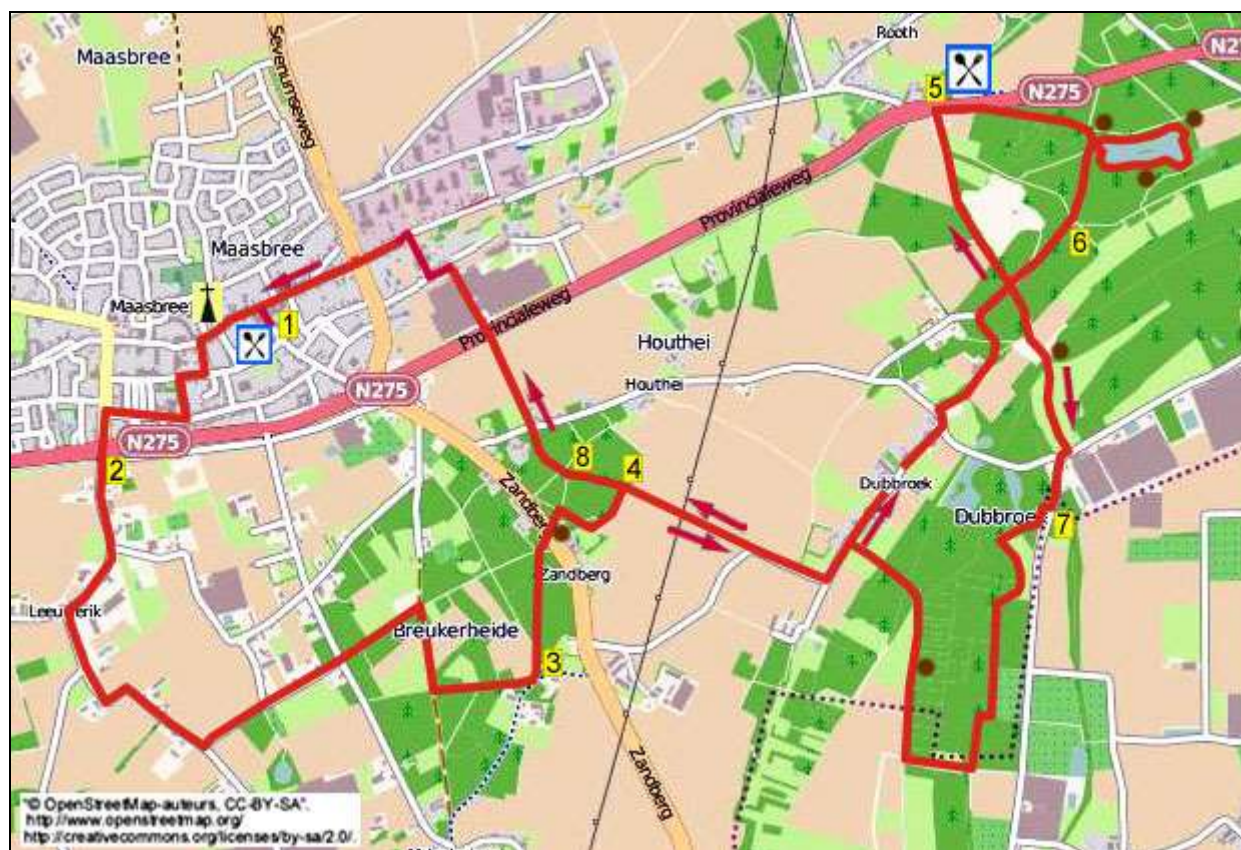 Maasbree
Sevenumseweg
Rooth
5
N275
Provincialeweg
Maasbree
Maasbree
1
6
Provincialeweg
Houthei
Houthei
N275
N275
2
8
4
Zandberg
Dubbroek
7
Zandberg
Breukerheide
3
Zandberg
"© OpenStreetMap-auteurs, CC-BY-SA".
http://www.openstreetmap.org/
http://creativecommons.org/licenses/by-sa/2.0/.